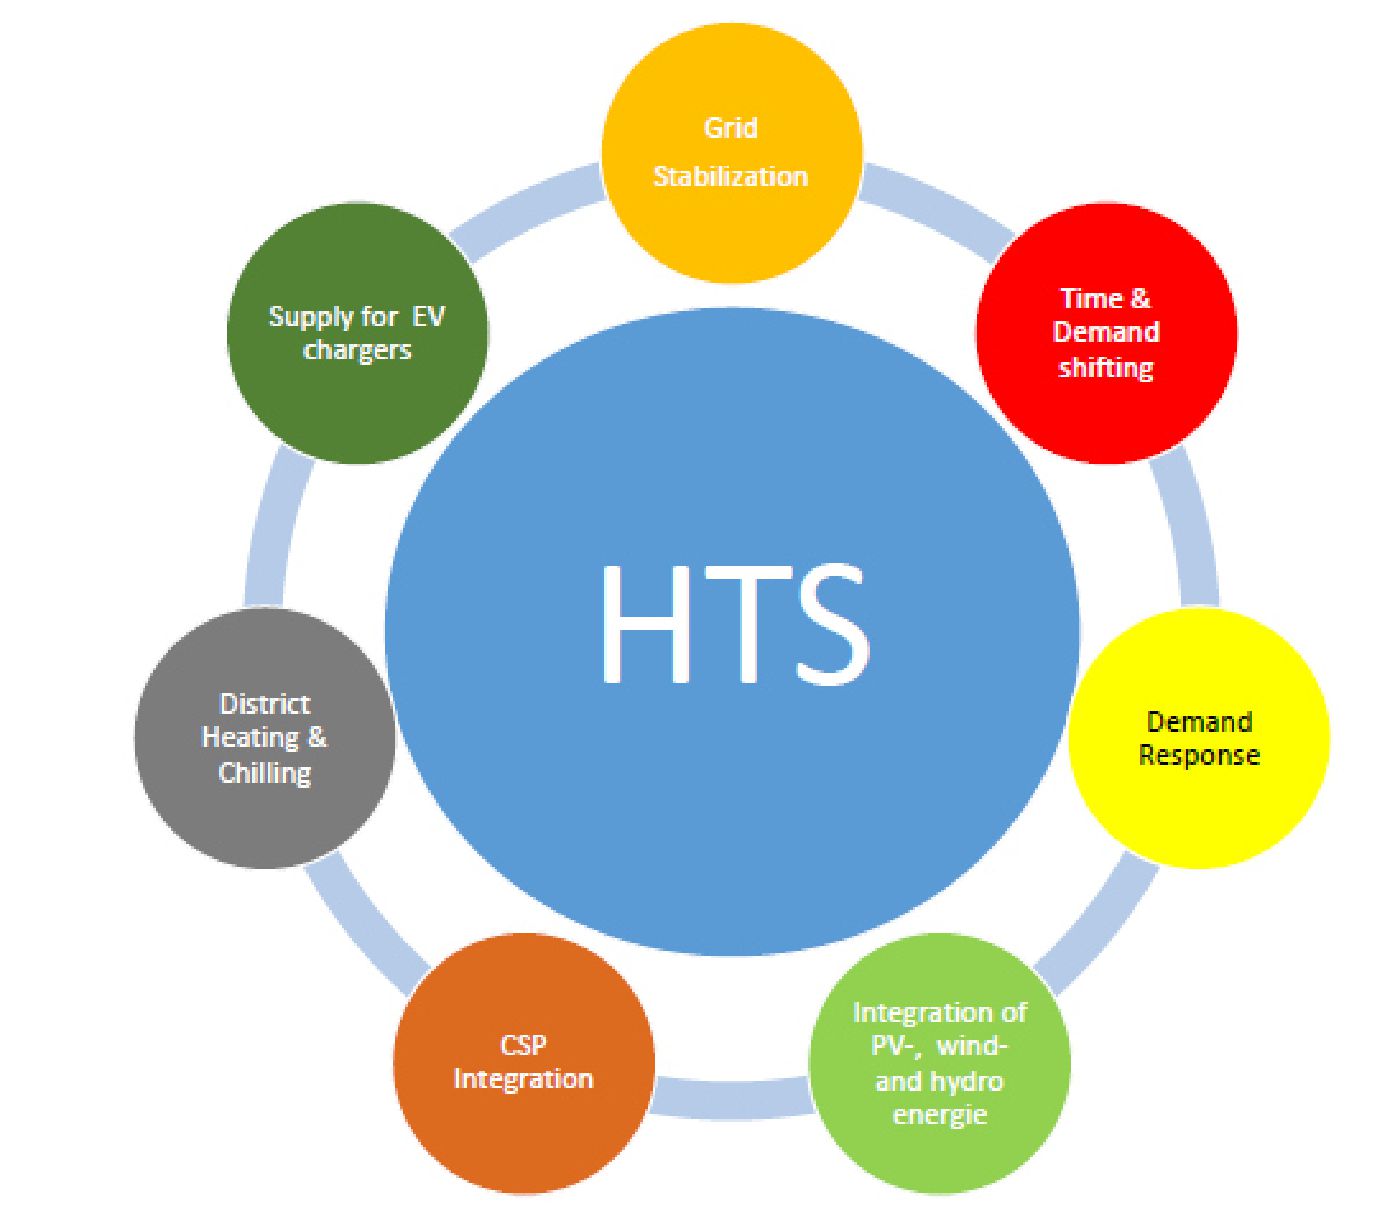 Grid
Stabilization
Time &
Demand
shifting
Demand
Response
Integration of
PV-, wind-
and hydro
energie
CSP
Integration
District
Heating &
Chilling
Supply for EV
chargers
HTS